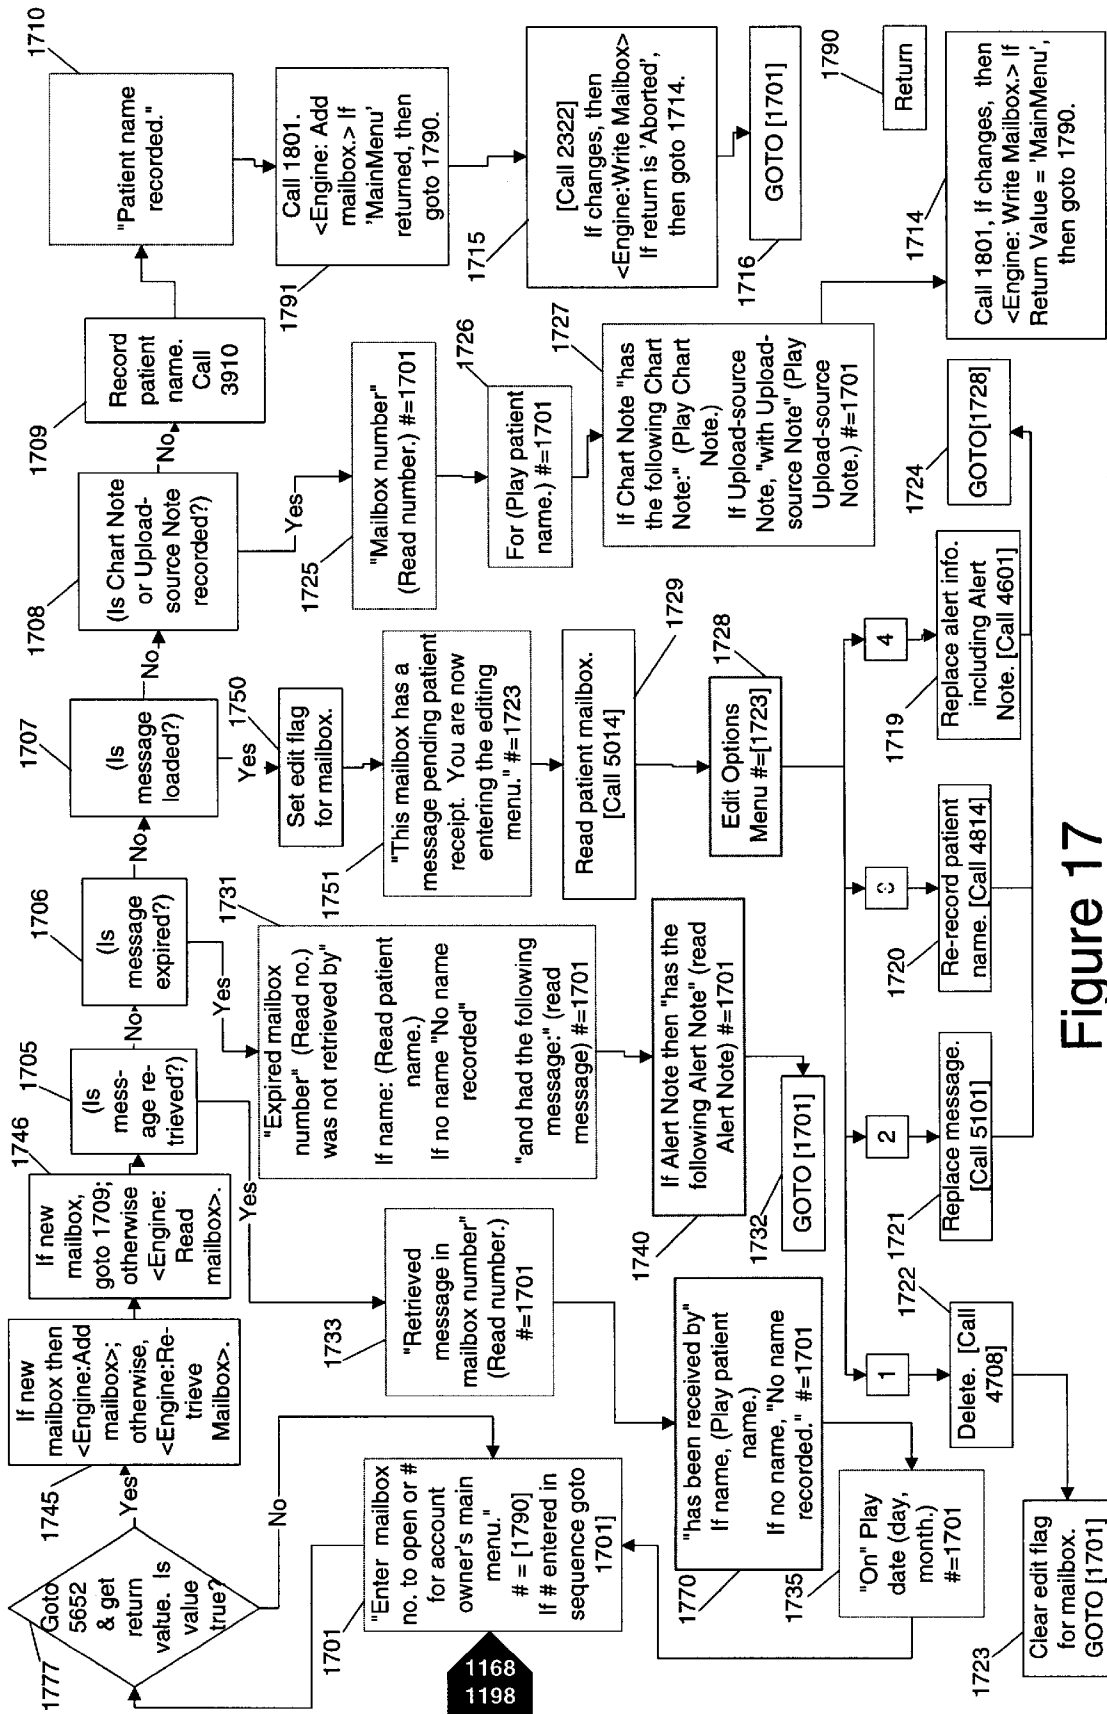 1777
Goto
5652
& get
return
value. Is
value
true?
Yes
No
1745
If new
mailbox then
<Engine:Add
mailbox>;
otherwise,
<Engine:Re-
trieve
Mailbox>.
1746
If new
mailbox,
goto 1709;
otherwise
<Engine:
Read
mailbox>.
1705
(Is
mess-
age re-
trieved?)
No
Yes
1706
(Is
message
expired?)
No
Yes
1707
(Is
message
loaded?)
No
Yes
1708
(Is Chart Note
or Upload-
source Note
recorded?)
No
Yes
1709
Record
patient
name.
Call
3910
1710
"Patient name
recorded."
1701
"Enter mailbox
no. to open or #
for account
owner's main
menu."
# = [1790]
If # entered in
sequence goto
1701]
1168
1198
1733
"Retrieved
message in
mailbox number"
(Read number.)
#=1701
1731
"Expired mailbox
number" (Read no.)
was not retrieved by"
If name: (Read patient
name.)
If no name "No name
recorded"
"and had the following
message:" (read
message) #=1701
1750
Set edit flag
for mailbox.
1751
"This mailbox has a
message pending patient
receipt. You are now
entering the editing
menu." #=1723
1729
Read patient mailbox.
[Call 5014]
1728
Edit Options
Menu #=[1723]
1725
"Mailbox number"
(Read number.) #=1701
1726
For (Play patient
name.) #=1701
1727
If Chart Note "has
the following Chart
Note:" (Play Chart
Note.)
If Upload-source
Note, "with Upload-
source Note" (Play
Upload-source
Note.) #=1701
1791
Call 1801.
<Engine: Add
mailbox.> If
'MainMenu'
returned, then
goto 1790.
1715
[Call 2322]
If changes, then
<Engine:Write Mailbox>
If return is 'Aborted',
then goto 1714.
1716
GOTO [1701]
1770
"has been received by"
If name, (Play patient
name.)
If no name, "No name
recorded." #=1701
1735
"On" Play
date (day,
month.)
#=1701
1740
If Alert Note then "has the
following Alert Note" (read
Alert Note) #=1701
1732
GOTO [1701]
1
2
3
4
1722
Delete. [Call
4708]
1721
Replace message.
[Call 5101]
1720
Re-record patient
name. [Call 4814]
1719
Replace alert info.
including Alert
Note. [Call 4601]
1724
GOTO[1728]
1790
Return
1714
Call 1801, If changes, then
<Engine: Write Mailbox.> If
Return Value = 'MainMenu',
then goto 1790.
1723
Clear edit flag
for mailbox.
GOTO [1701]
Figure 17